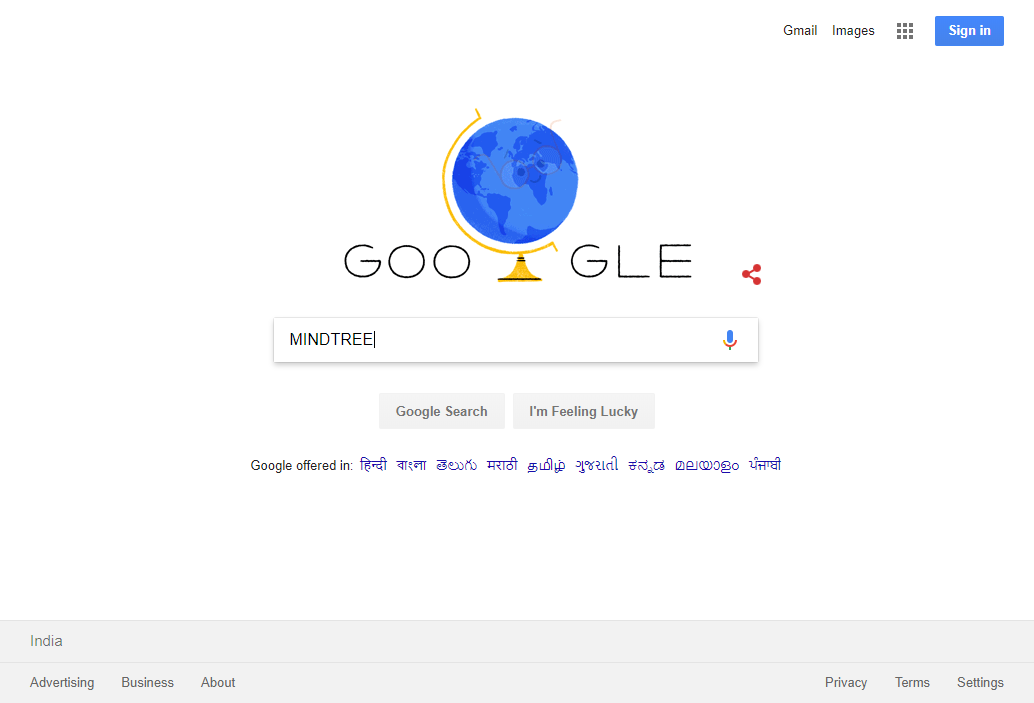 Gmail Images Sign in
GOO GLE
MINDTREE
Google Search I'm Feeling Lucky
Google offered in: हिन्दी বাংলা తెలుగు मराठी தமிழ் ગુજરાતી ಕನ್ನಡ മലയാളം ਪੰਜਾਬੀ
India
Advertising Business About Privacy Terms Settings